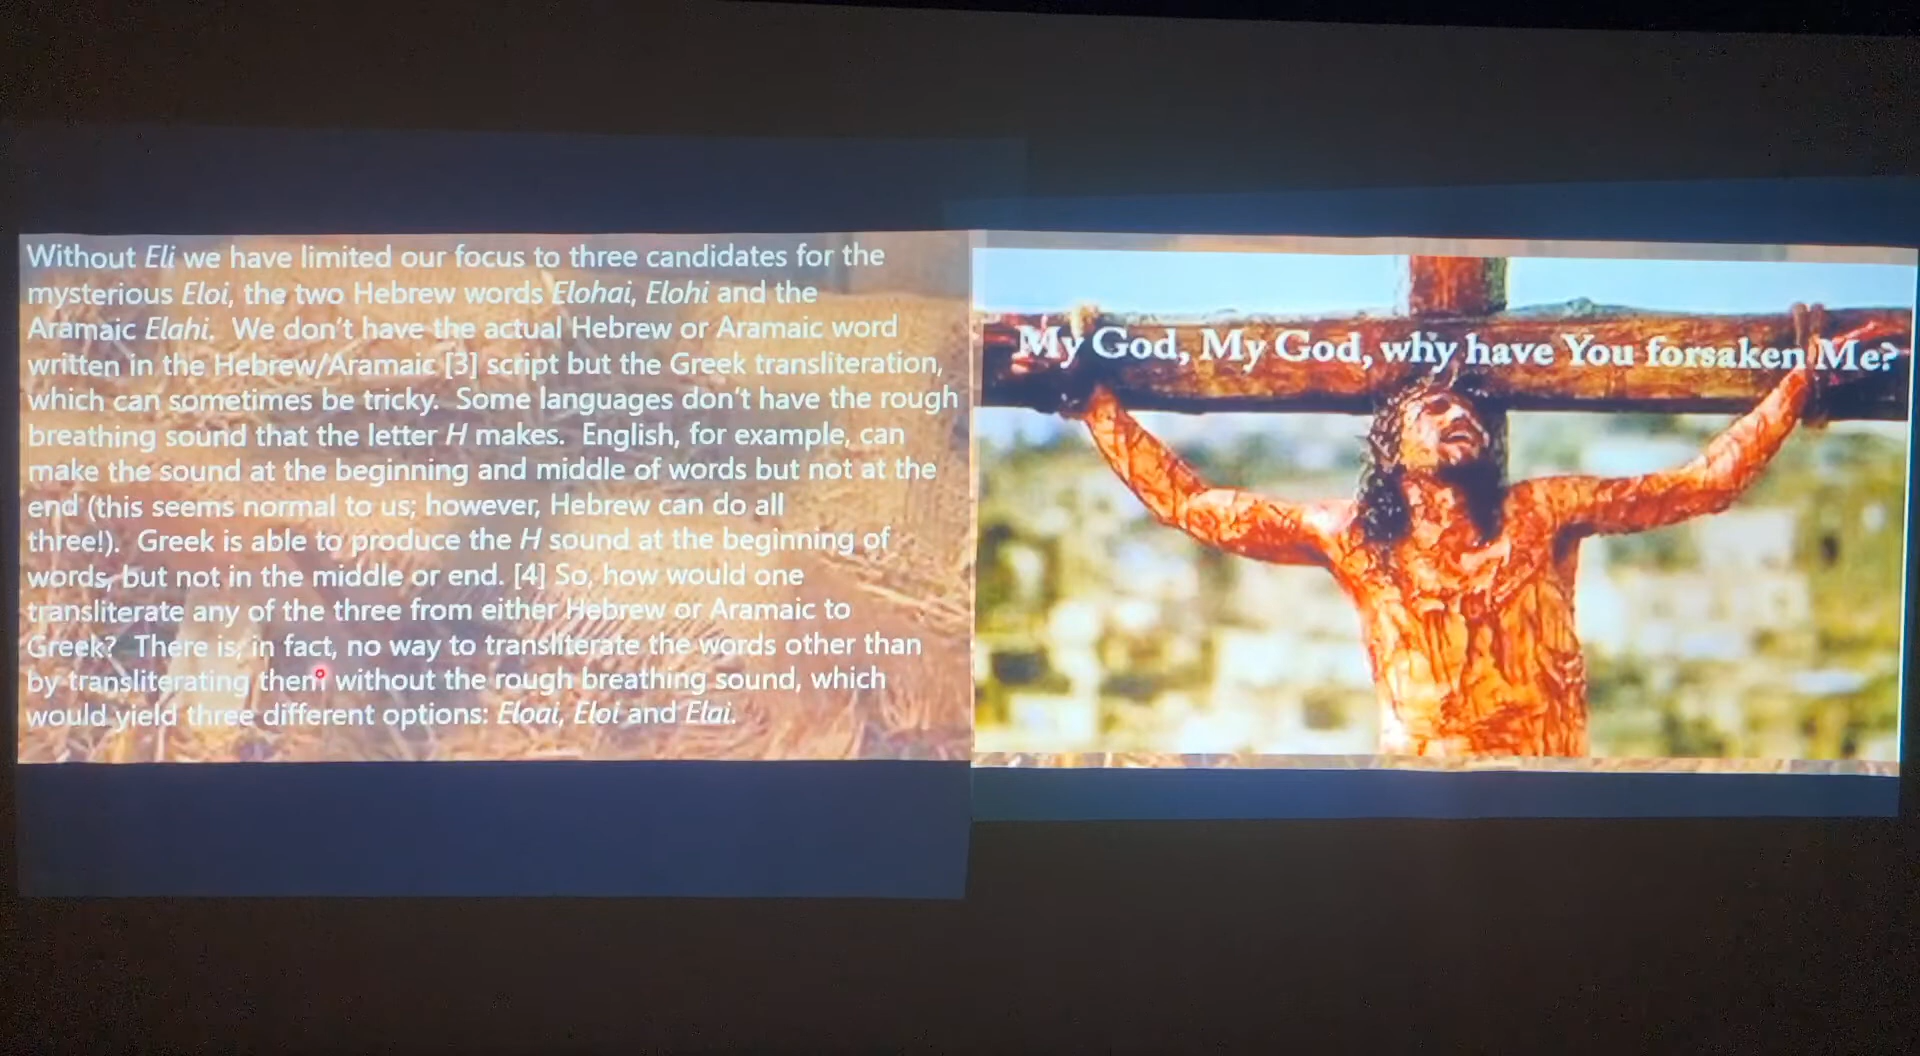 Without Eli we have limited our focus to three candidates for the
mysterious Eloi, the two Hebrew words Elohai, Elohi and the
Aramaic Elahi. We don't have the actual Hebrew or Aramaic word
written in the Hebrew/Aramaic [3] script but the Greek transliteration,
which can sometimes be tricky. Some languages don't have the rough
breathing sound that the letter H makes. English, for example, can
make the sound at the beginning and middle of words but not at the
end (this seems normal to us; however, Hebrew can do all
three!). Greek is able to produce the H sound at the beginning of
words, but not in the middle or end. [4] So, how would one
transliterate any of the three from either Hebrew or Aramaic to
Greek? There is, in fact, no way to transliterate the words other than
by transliterating them without the rough breathing sound, which
would yield three different options: Eloai, Eloi and Elai.
My God, My God, why have You forsaken Me?